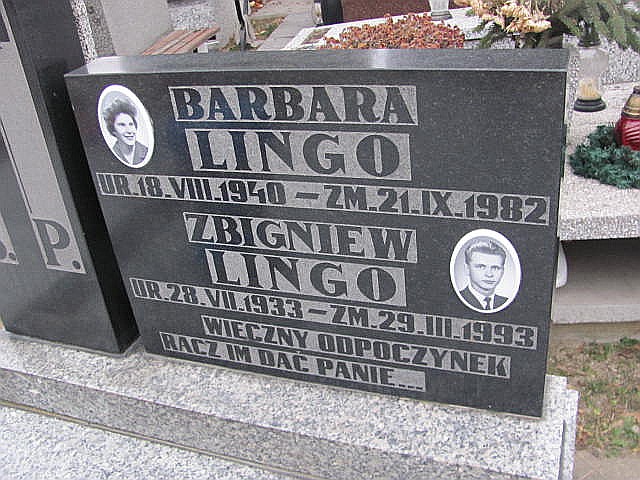 BARBARA
LINGO
UR.18.VIII.1940 – ZM.21.IX.1982
ZBIGNIEW
LINGO
UR.28.VII.1933 – ZM.29.III.1993
WIECZNY ODPOCZYNEK
RACZ IM DAĆ PANIE...
.P.